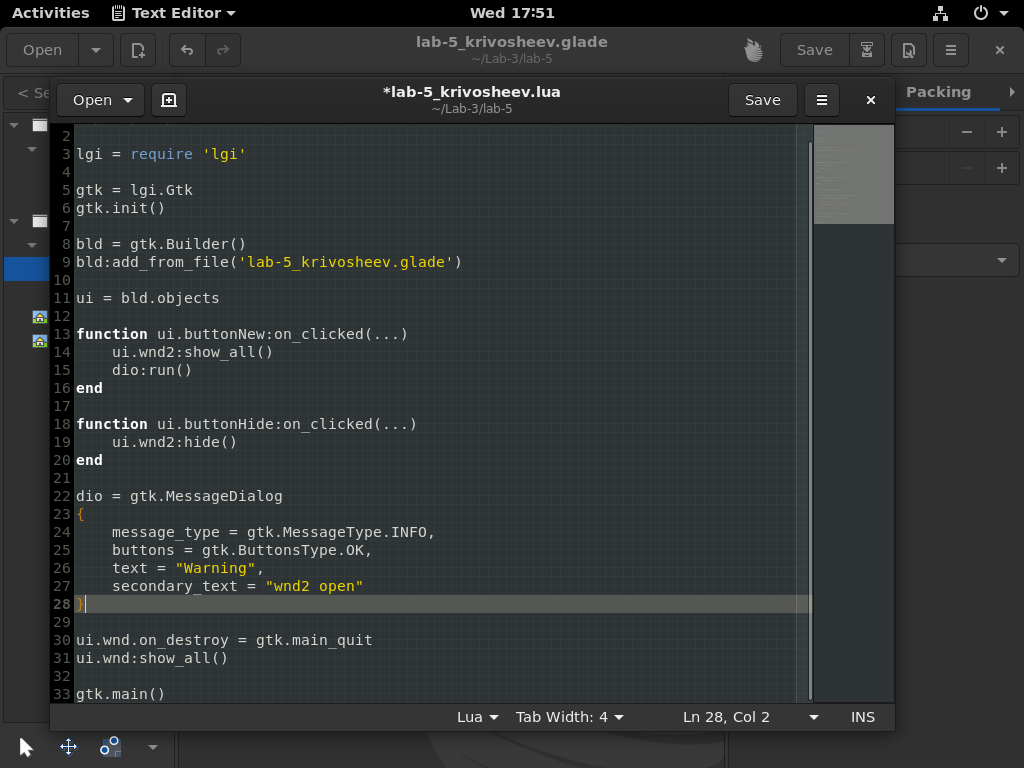 Activities Text Editor Wed 17:51
Open lab-5_krivosheev.glade Save
~/Lab-3/lab-5
< Se Packing
Open *lab-5_krivosheev.lua Save
~/Lab-3/lab-5
2
3 lgi = require 'lgi'
4
5 gtk = lgi.Gtk
6 gtk.init()
7
8 bld = gtk.Builder()
9 bld:add_from_file('lab-5_krivosheev.glade')
10
11 ui = bld.objects
12
13 function ui.buttonNew:on_clicked(...)
14     ui.wnd2:show_all()
15     dio:run()
16 end
17
18 function ui.buttonHide:on_clicked(...)
19     ui.wnd2:hide()
20 end
21
22 dio = gtk.MessageDialog
23 {
24     message_type = gtk.MessageType.INFO,
25     buttons = gtk.ButtonsType.OK,
26     text = "Warning",
27     secondary_text = "wnd2 open"
28 }
29
30 ui.wnd.on_destroy = gtk.main_quit
31 ui.wnd:show_all()
32
33 gtk.main()
Lua Tab Width: 4 Ln 28, Col 2 INS